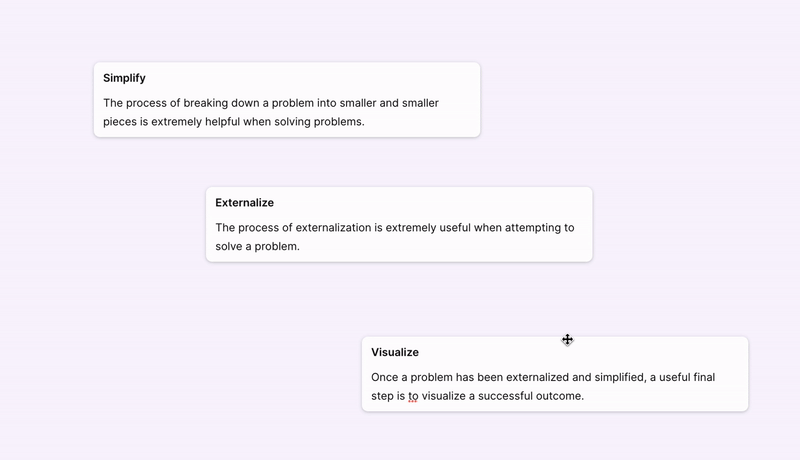 Simplify
The process of breaking down a problem into smaller and smaller
pieces is extremely helpful when solving problems.
Externalize
The process of externalization is extremely useful when attempting to
solve a problem.
Visualize
Once a problem has been externalized and simplified, a useful final
step is to visualize a successful outcome.